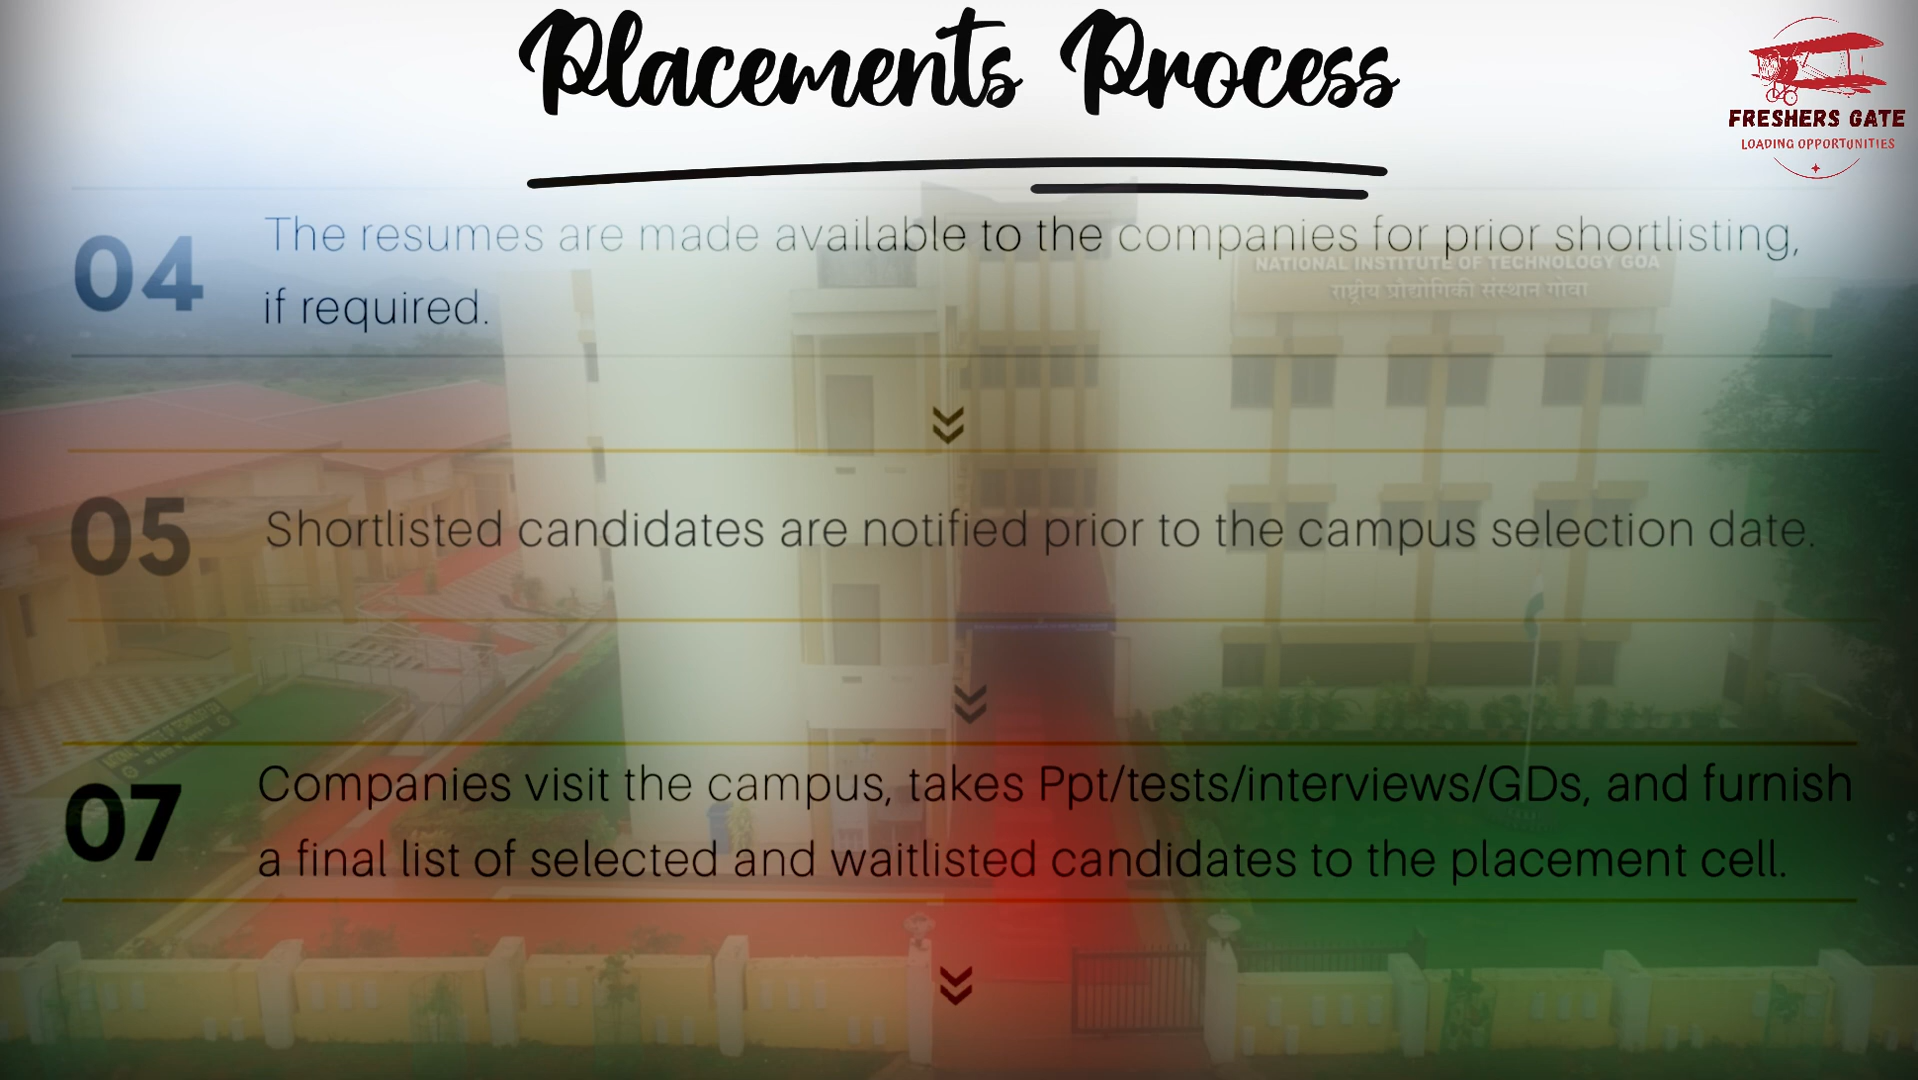 Placements Process
FRESHERS GATE
LOADING OPPORTUNITIES
04
The resumes are made available to the companies for prior shortlisting,
if required.
NATIONAL INSTITUTE OF TECHNOLOGY GOA
राष्ट्रीय प्रौद्योगिकी संस्थान गोवा
05
Shortlisted candidates are notified prior to the campus selection date.
07
Companies visit the campus, takes Ppt/tests/interviews/GDs, and furnish
a final list of selected and waitlisted candidates to the placement cell.